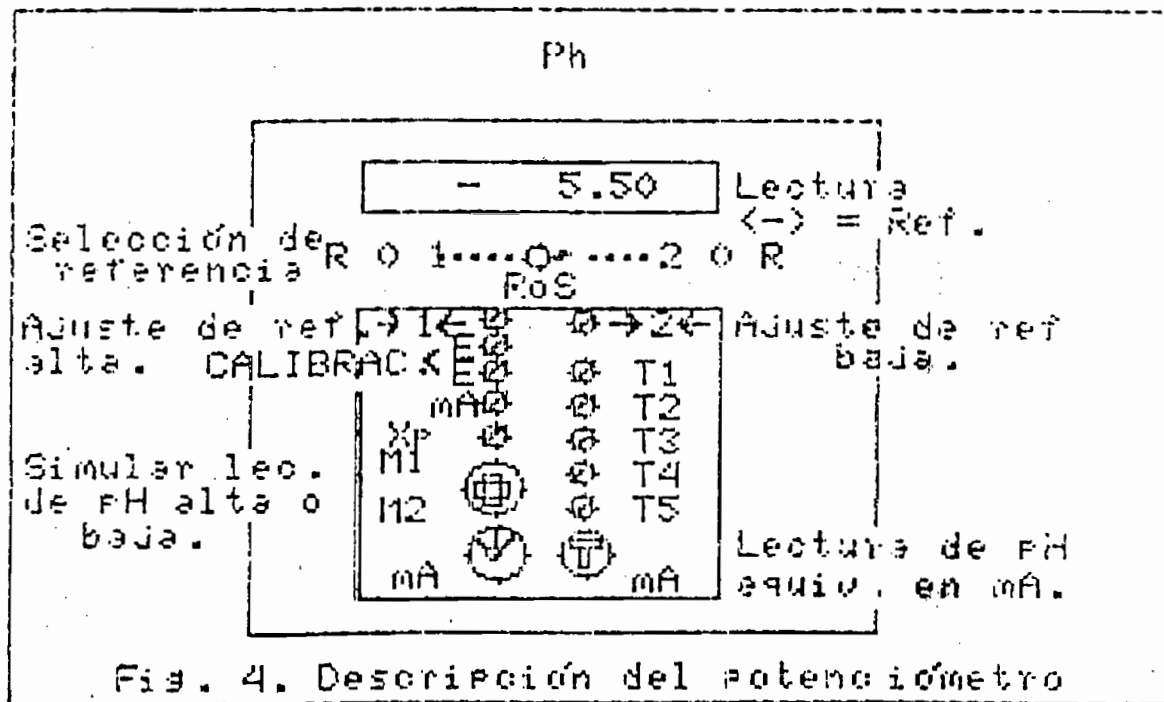 Ph
- 5.50
Lectura
<-> = Ref.
Selección de
referencia
R O 1.....O.....2 O R
RoS
Ajuste de ref
alta.
→1←
→2←
Ajuste de ref
baja.
CALIBRAC
E
E
mA
Xp
M1
M2
mA
T1
T2
T3
T4
T5
mA
Simular lec.
de pH alta o
baja.
Lectura de pH
equiv. en mA.
Fig. 4. Descripción del potenciómetro